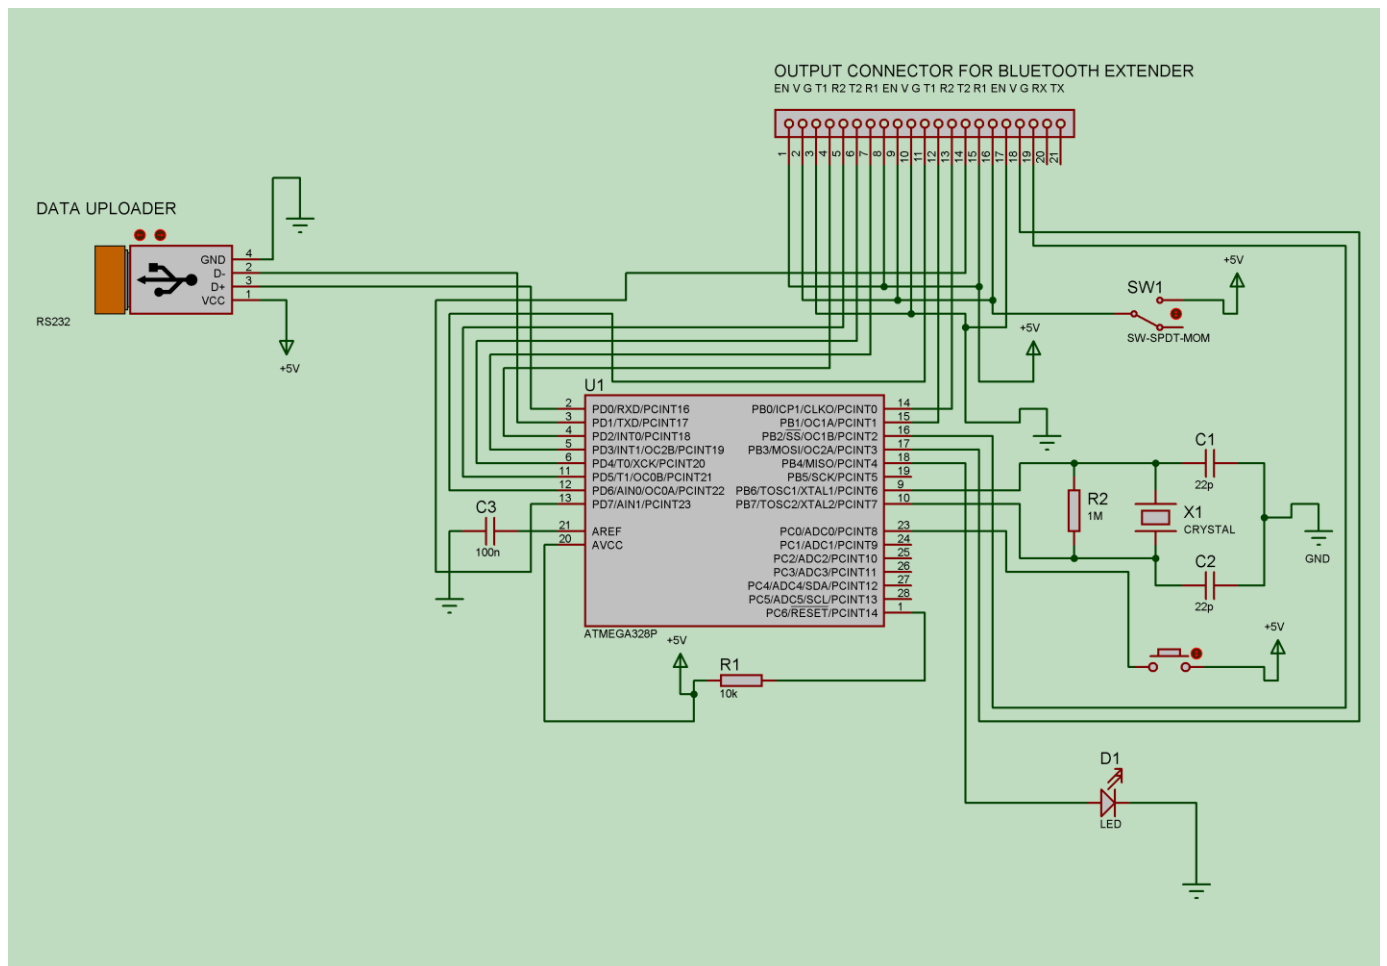 OUTPUT CONNECTOR FOR BLUETOOTH EXTENDER
EN V G T1 R2 T2 R1 EN V G T1 R2 T2 R1 EN V G RX TX
1 2 3 4 5 6 7 8 9 10 11 12 13 14 15 16 17 18 19 20 21
DATA UPLOADER
GND 4
D- 2
D+ 3
VCC 1
RS232
+5V
+5V
SW1
SW-SPDT-MOM
+5V
U1
2 PD0/RXD/PCINT16
3 PD1/TXD/PCINT17
4 PD2/INT0/PCINT18
5 PD3/INT1/OC2B/PCINT19
6 PD4/T0/XCK/PCINT20
11 PD5/T1/OC0B/PCINT21
12 PD6/AIN0/OC0A/PCINT22
13 PD7/AIN1/PCINT23
21 AREF
20 AVCC
PB0/ICP1/CLKO/PCINT0 14
PB1/OC1A/PCINT1 15
PB2/SS/OC1B/PCINT2 16
PB3/MOSI/OC2A/PCINT3 17
PB4/MISO/PCINT4 18
PB5/SCK/PCINT5 19
PB6/TOSC1/XTAL1/PCINT6 9
PB7/TOSC2/XTAL2/PCINT7 10
PC0/ADC0/PCINT8 23
PC1/ADC1/PCINT9 24
PC2/ADC2/PCINT10 25
PC3/ADC3/PCINT11 26
PC4/ADC4/SDA/PCINT12 27
PC5/ADC5/SCL/PCINT13 28
PC6/RESET/PCINT14 1
ATMEGA328P
C3
100n
C1
22p
R2
1M
X1
CRYSTAL
GND
C2
22p
+5V
R1
10k
+5V
D1
LED